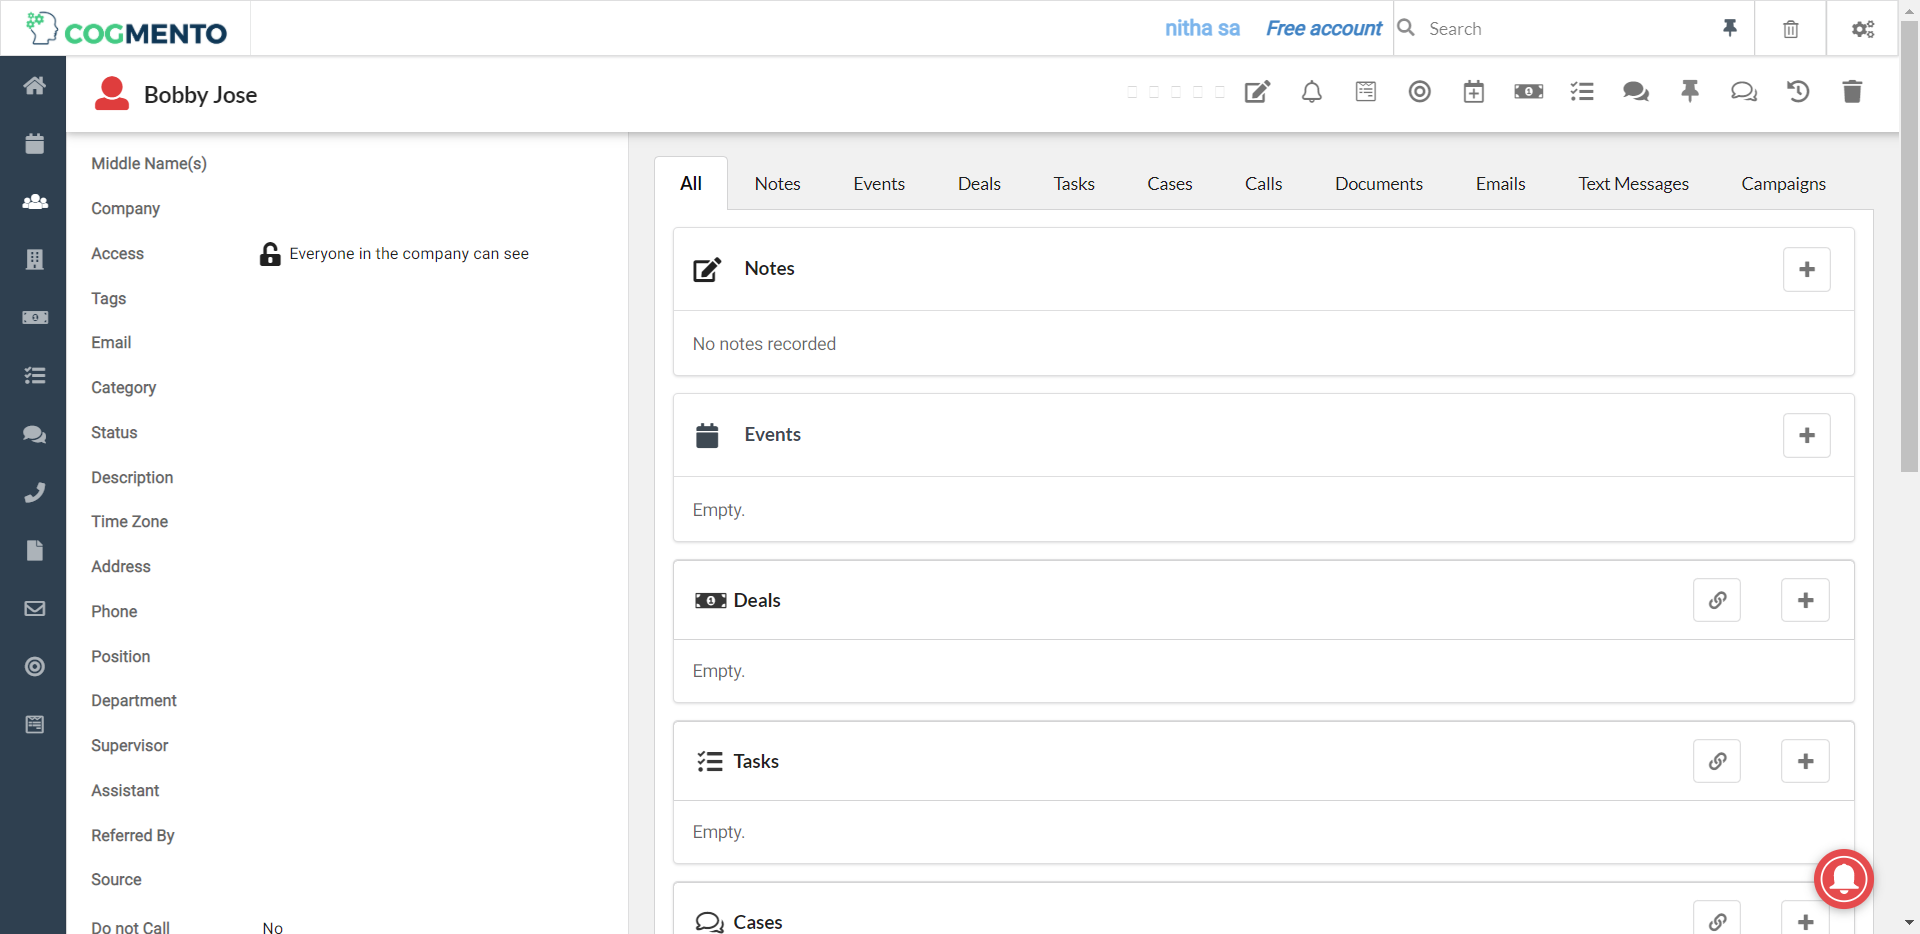 COGMENTO
nitha sa
Free account
Search
Bobby Jose
Middle Name(s)
Company
Access
Everyone in the company can see
Tags
Email
Category
Status
Description
Time Zone
Address
Phone
Position
Department
Supervisor
Assistant
Referred By
Source
Do not Call
No
All
Notes
Events
Deals
Tasks
Cases
Calls
Documents
Emails
Text Messages
Campaigns
Notes
No notes recorded
Events
Empty.
Deals
Empty.
Tasks
Empty.
Cases